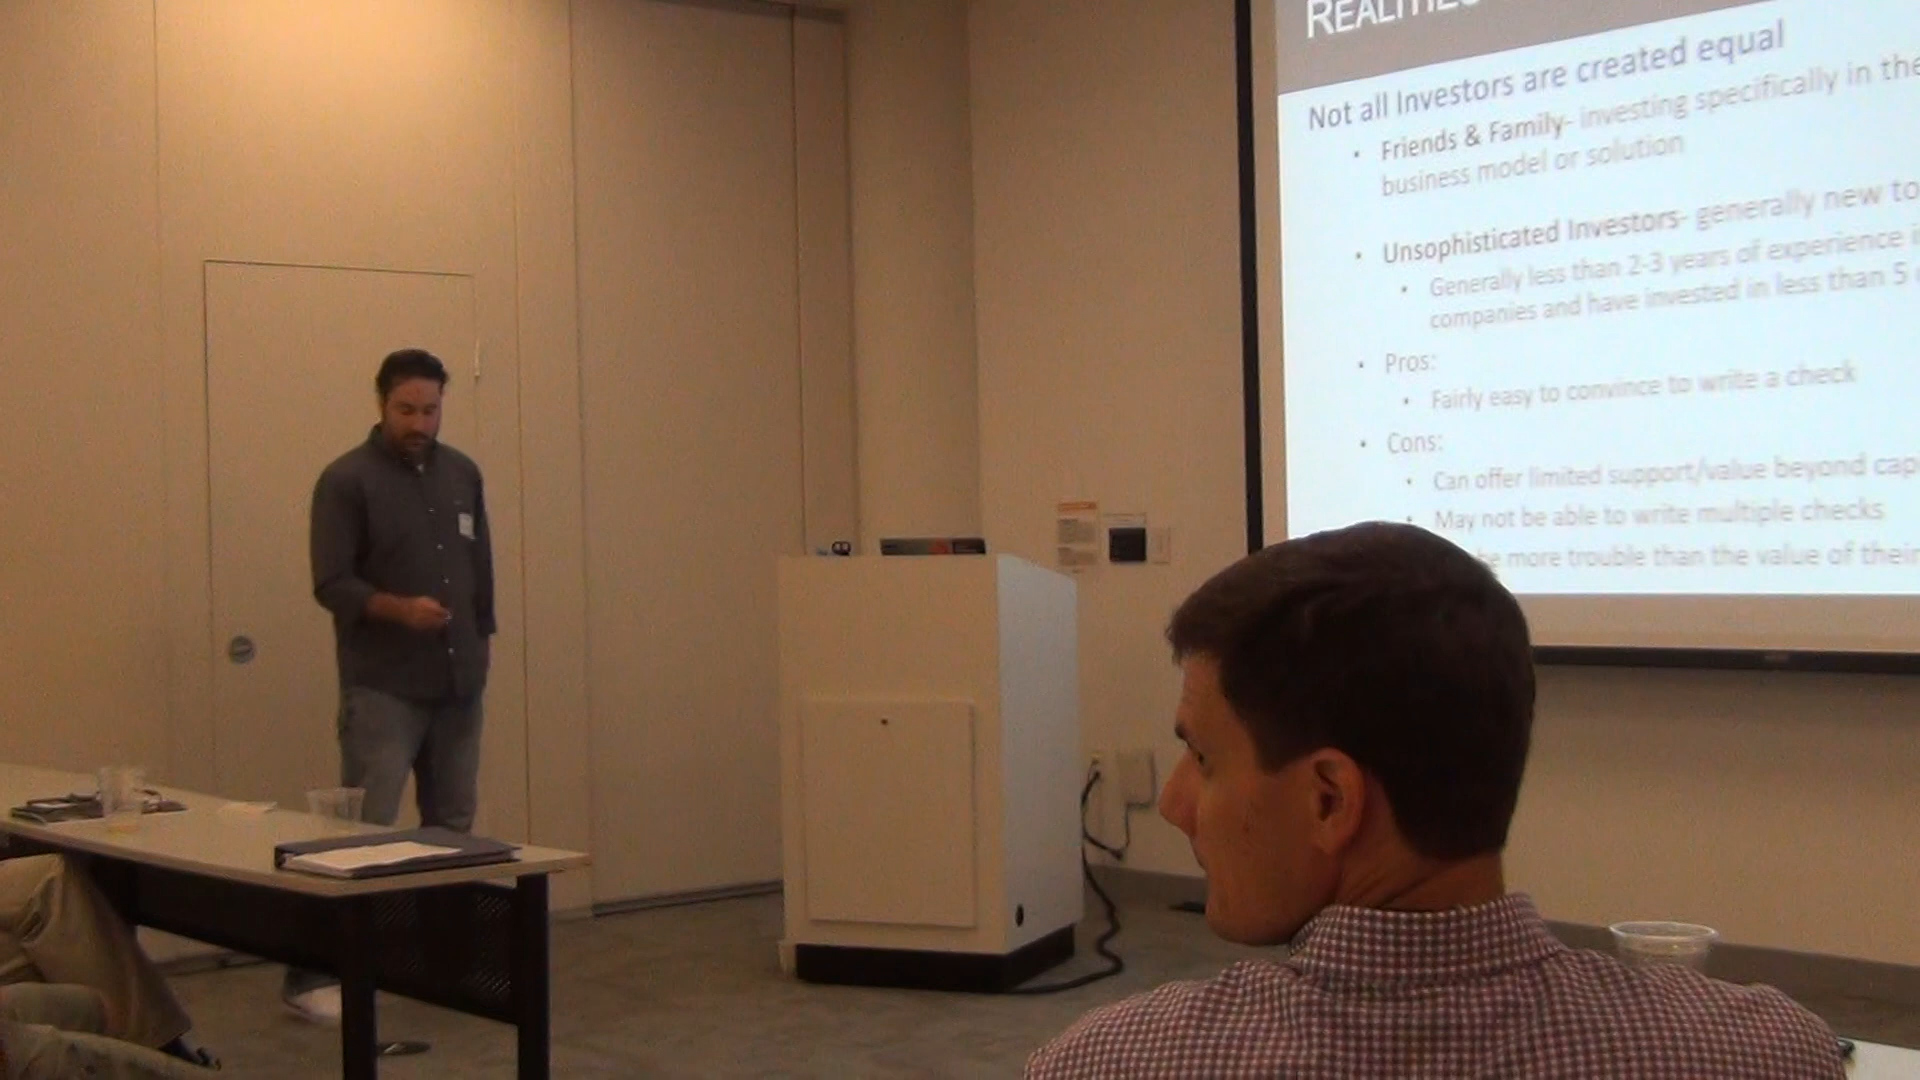 REALITIES
Not all Investors are created equal
• Friends & Family- investing specifically in the
business model or solution
• Unsophisticated Investors- generally new to
• Generally less than 2-3 years of experience
companies and have invested in less than 5
• Pros:
• Fairly easy to convince to write a check
• Cons:
• Can offer limited support/value beyond cap
• May not be able to write multiple checks
be more trouble than the value of their